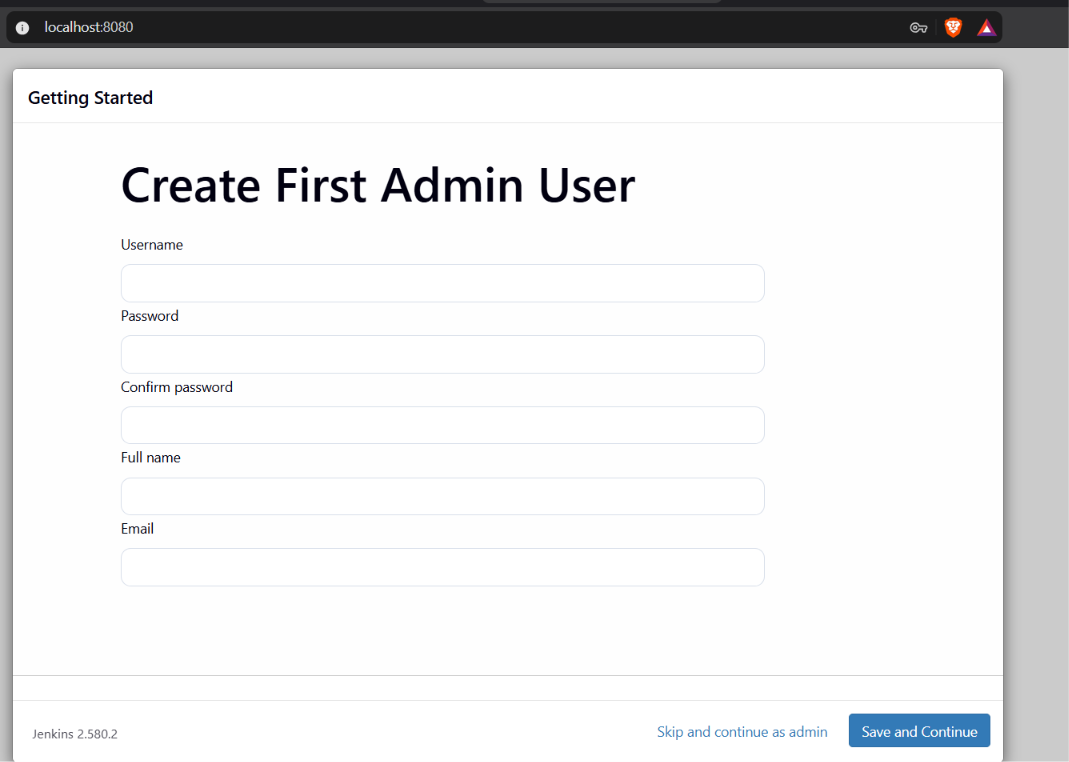 localhost:8080
Getting Started
Create First Admin User
Username
Password
Confirm password
Full name
Email
Jenkins 2.580.2
Skip and continue as admin
Save and Continue